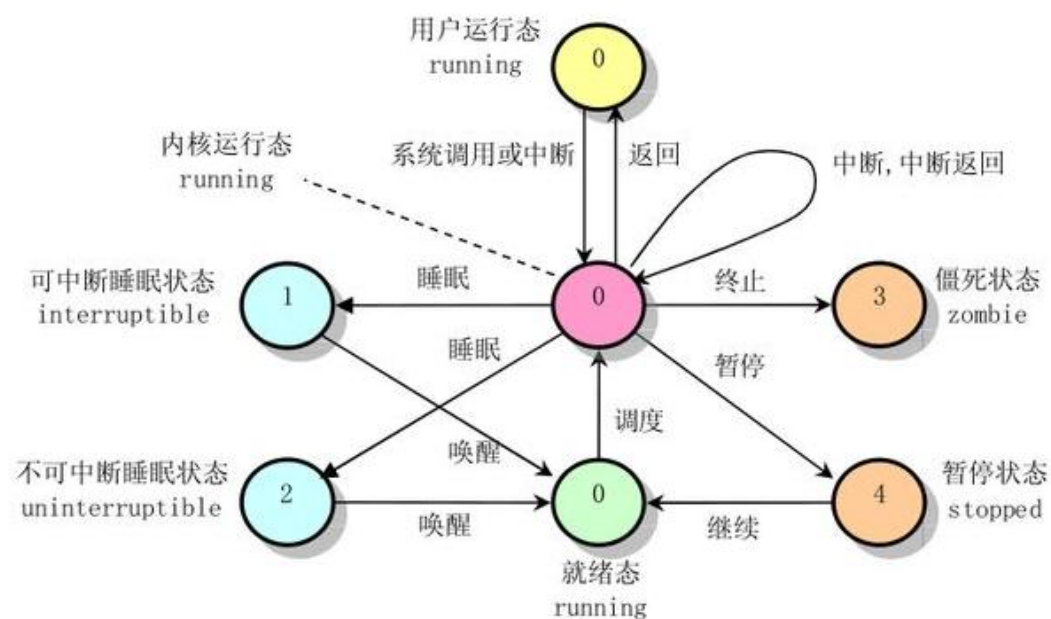 用户运行态
running
0
内核运行态
running
系统调用或中断
返回
中断,中断返回
可中断睡眠状态
interruptible
1
睡眠
0
终止
3
僵死状态
zombie
睡眠
暂停
调度
唤醒
不可中断睡眠状态
uninterruptible
2
唤醒
0
继续
4
暂停状态
stopped
就绪态
running